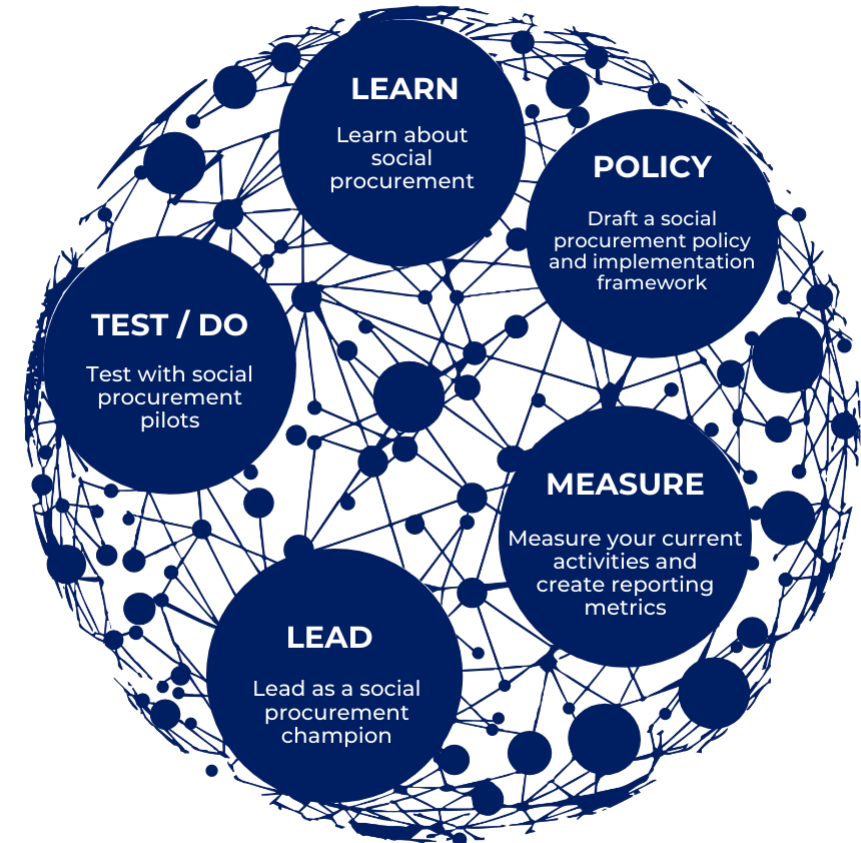 LEARN
Learn about
social
procurement
POLICY
Draft a social
procurement policy
and implementation
framework
TEST / DO
Test with social
procurement
pilots
MEASURE
Measure your current
activities and
create reporting
metrics
LEAD
Lead as a social
procurement
champion